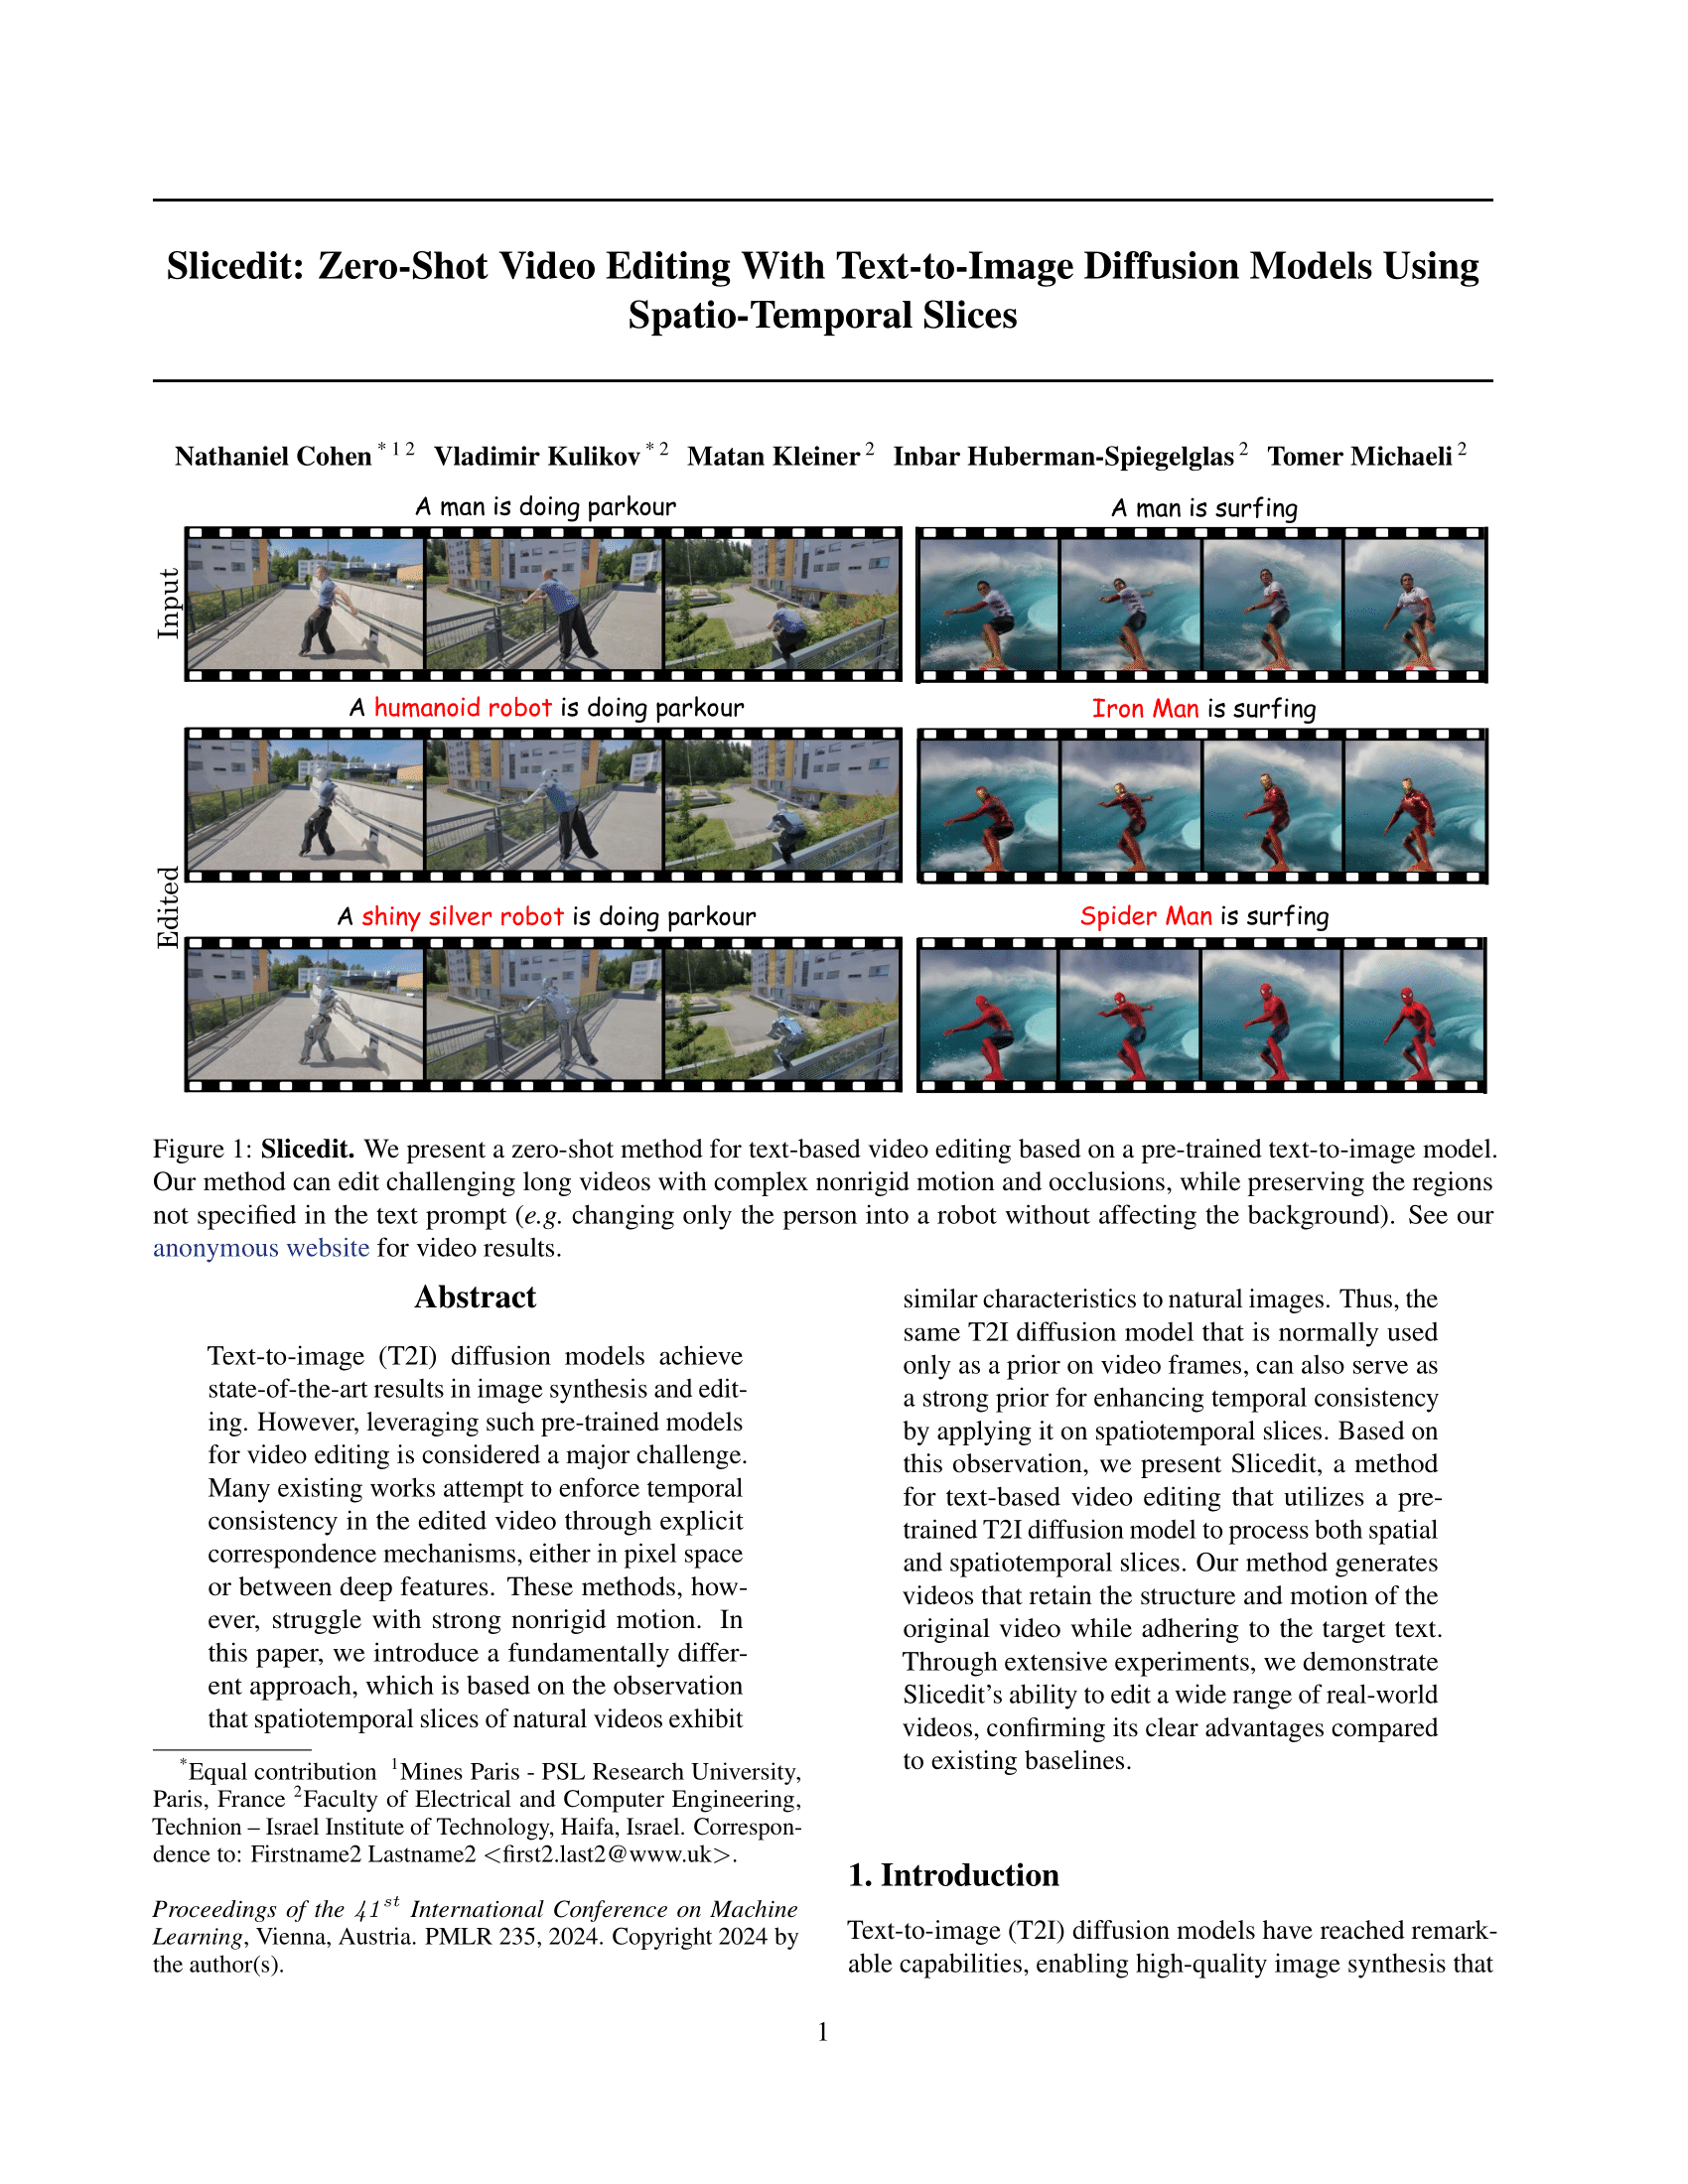 Slicedit: Zero-Shot Video Editing With Text-to-Image Diffusion Models Using
Spatio-Temporal Slices
Nathaniel Cohen * 1 2 Vladimir Kulikov * 2 Matan Kleiner 2 Inbar Huberman-Spiegelglas 2 Tomer Michaeli 2
A man is doing parkour
A man is surfing
Input
A humanoid robot is doing parkour
Iron Man is surfing
Edited
A shiny silver robot is doing parkour
Spider Man is surfing
Figure 1: Slicedit. We present a zero-shot method for text-based video editing based on a pre-trained text-to-image model.
Our method can edit challenging long videos with complex nonrigid motion and occlusions, while preserving the regions
not specified in the text prompt (e.g. changing only the person into a robot without affecting the background). See our
anonymous website for video results.
Abstract
Text-to-image (T2I) diffusion models achieve
state-of-the-art results in image synthesis and edit-
ing. However, leveraging such pre-trained models
for video editing is considered a major challenge.
Many existing works attempt to enforce temporal
consistency in the edited video through explicit
correspondence mechanisms, either in pixel space
or between deep features. These methods, how-
ever, struggle with strong nonrigid motion. In
this paper, we introduce a fundamentally differ-
ent approach, which is based on the observation
that spatiotemporal slices of natural videos exhibit
*Equal contribution 1Mines Paris - PSL Research University,
Paris, France 2Faculty of Electrical and Computer Engineering,
Technion – Israel Institute of Technology, Haifa, Israel. Correspon-
dence to: Firstname2 Lastname2 <first2.last2@www.uk>.
Proceedings of the 41st International Conference on Machine
Learning, Vienna, Austria. PMLR 235, 2024. Copyright 2024 by
the author(s).
similar characteristics to natural images. Thus, the
same T2I diffusion model that is normally used
only as a prior on video frames, can also serve as
a strong prior for enhancing temporal consistency
by applying it on spatiotemporal slices. Based on
this observation, we present Slicedit, a method
for text-based video editing that utilizes a pre-
trained T2I diffusion model to process both spatial
and spatiotemporal slices. Our method generates
videos that retain the structure and motion of the
original video while adhering to the target text.
Through extensive experiments, we demonstrate
Slicedit's ability to edit a wide range of real-world
videos, confirming its clear advantages compared
to existing baselines.
1. Introduction
Text-to-image (T2I) diffusion models have reached remark-
able capabilities, enabling high-quality image synthesis that
1